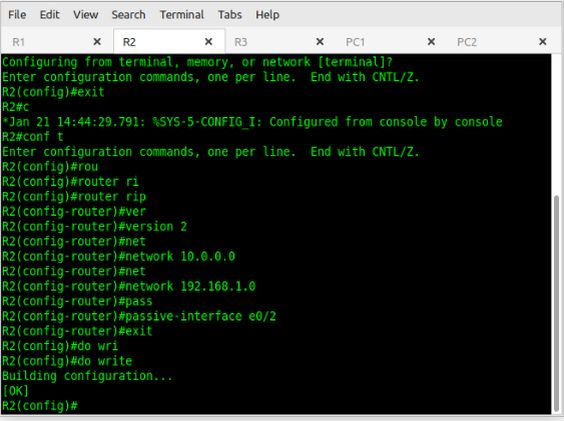 File Edit View Search Terminal Tabs Help
R1 × R2 × R3 × PC1 × PC2 ×
Configuring from terminal, memory, or network [terminal]?
Enter configuration commands, one per line.  End with CNTL/Z.
R2(config)#exit
R2#c
*Jan 21 14:44:29.791: %SYS-5-CONFIG_I: Configured from console by console
R2#conf t
Enter configuration commands, one per line.  End with CNTL/Z.
R2(config)#rou
R2(config)#router ri
R2(config)#router rip
R2(config-router)#ver
R2(config-router)#version 2
R2(config-router)#net
R2(config-router)#network 10.0.0.0
R2(config-router)#net
R2(config-router)#network 192.168.1.0
R2(config-router)#pass
R2(config-router)#passive-interface e0/2
R2(config-router)#exit
R2(config)#do wri
R2(config)#do write
Building configuration...
[OK]
R2(config)#